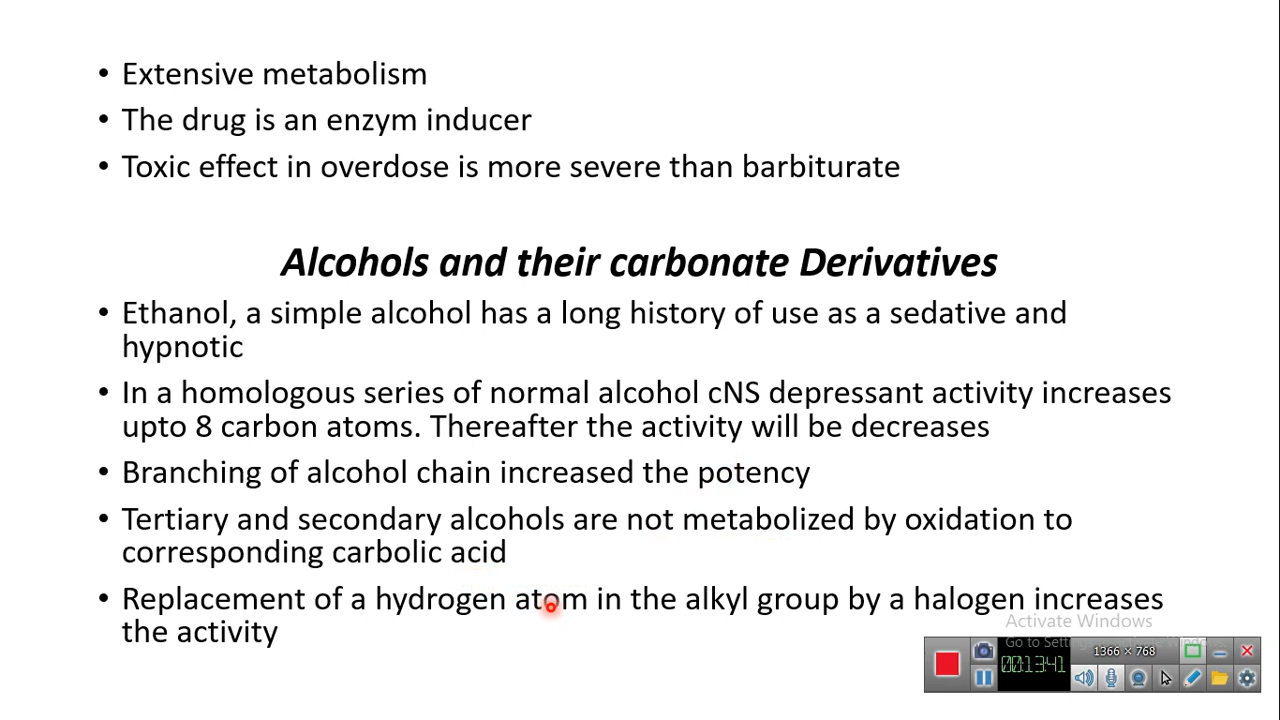 • Extensive metabolism
• The drug is an enzym inducer
• Toxic effect in overdose is more severe than barbiturate
Alcohols and their carbonate Derivatives
• Ethanol, a simple alcohol has a long history of use as a sedative and
hypnotic
• In a homologous series of normal alcohol cNS depressant activity increases
upto 8 carbon atoms. Thereafter the activity will be decreases
• Branching of alcohol chain increased the potency
• Tertiary and secondary alcohols are not metabolized by oxidation to
corresponding carbolic acid
• Replacement of a hydrogen atom in the alkyl group by a halogen increases
the activity
Activate Windows
Go to Sett
1366 × 768
00:13:41